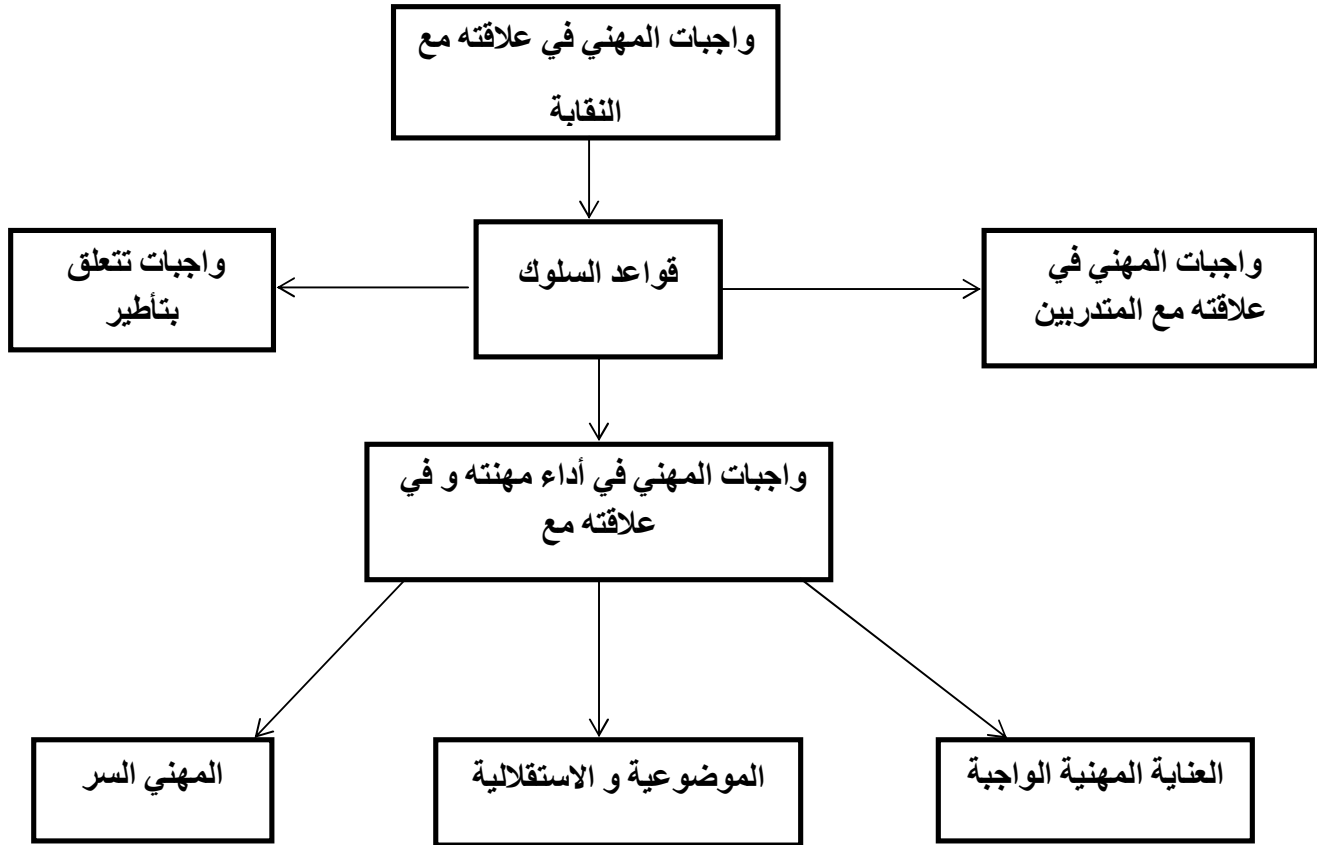 واجبات المهني في علاقته مع
النقابة
واجبات المهني في
علاقته مع المتدربين
قواعد السلوك
واجبات تتعلق
بتأطير
واجبات المهني في أداء مهنته و في
علاقته مع
العناية المهنية الواجبة
الموضوعية و الاستقلالية
المهني السر